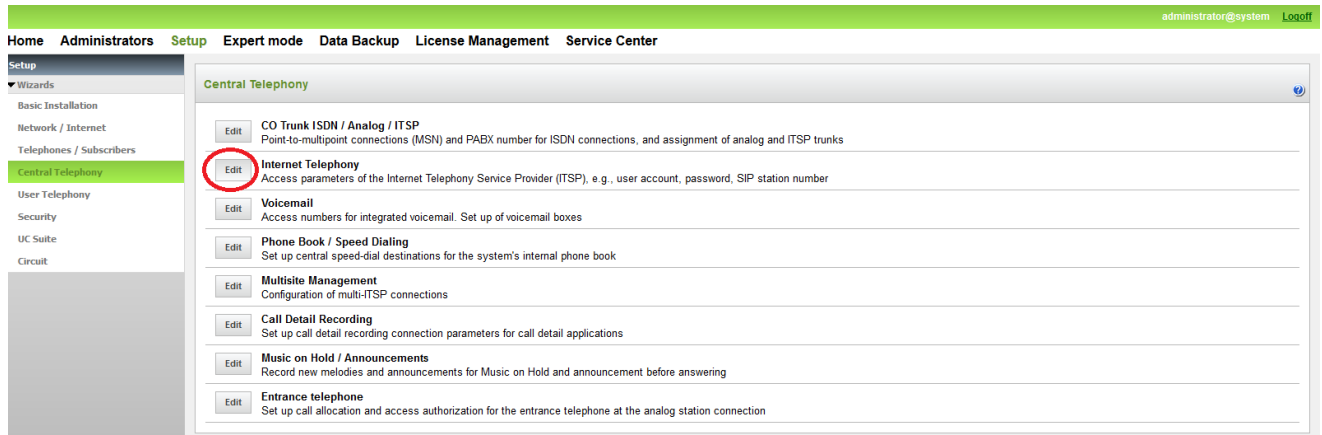 administrator@system Logoff
Home Administrators Setup Expert mode Data Backup License Management Service Center
Setup
Wizards
Basic Installation
Network / Internet
Telephones / Subscribers
Central Telephony
User Telephony
Security
UC Suite
Circuit
Central Telephony
?
Edit
CO Trunk ISDN / Analog / ITSP
Point-to-multipoint connections (MSN) and PABX number for ISDN connections, and assignment of analog and ITSP trunks
Edit
Internet Telephony
Access parameters of the Internet Telephony Service Provider (ITSP), e.g., user account, password, SIP station number
Edit
Voicemail
Access numbers for integrated voicemail. Set up of voicemail boxes
Edit
Phone Book / Speed Dialing
Set up central speed-dial destinations for the system's internal phone book
Edit
Multisite Management
Configuration of multi-ITSP connections
Edit
Call Detail Recording
Set up call detail recording connection parameters for call detail applications
Edit
Music on Hold / Announcements
Record new melodies and announcements for Music on Hold and announcement before answering
Edit
Entrance telephone
Set up call allocation and access authorization for the entrance telephone at the analog station connection